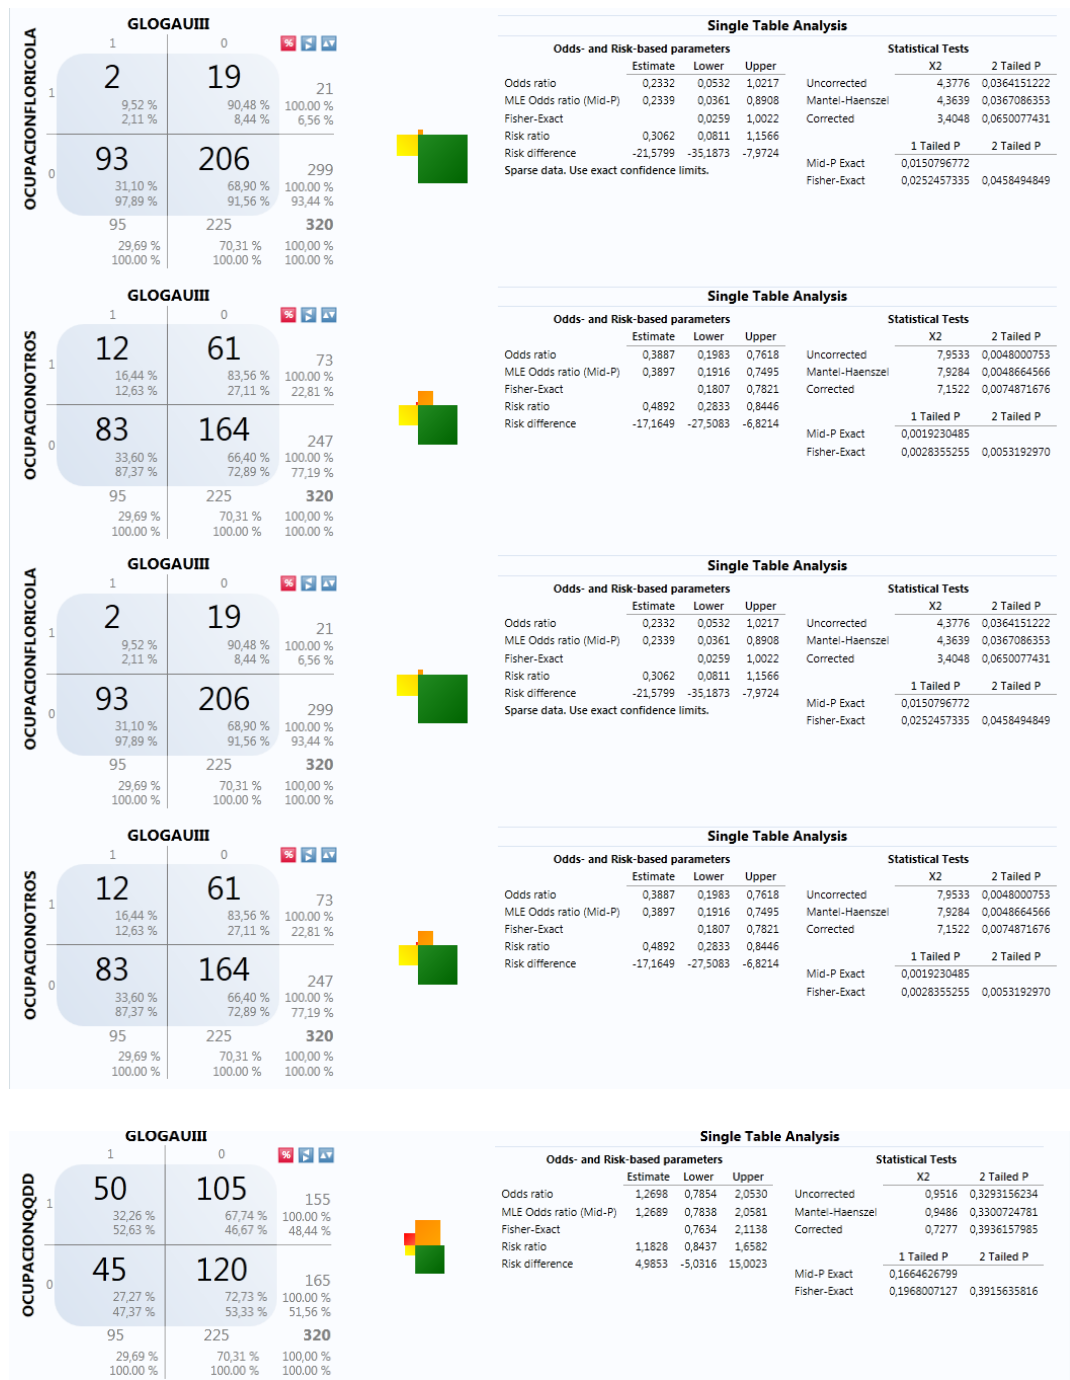 GLOGAUIII
OCUPACIONFLORICOLA
1 0 %
1 2 19 21
9,52 % 90,48 % 100.00 %
2,11 % 8,44 % 6,56 %
0 93 206 299
31,10 % 68,90 % 100.00 %
97,89 % 91,56 % 93,44 %
95 225 320
29,69 % 70,31 % 100,00 %
100.00 % 100.00 % 100.00 %
Single Table Analysis
Odds- and Risk-based parameters
Estimate Lower Upper
Odds ratio 0,2332 0,0532 1,0217
MLE Odds ratio (Mid-P) 0,2339 0,0361 0,8908
Fisher-Exact 0,0259 1,0022
Risk ratio 0,3062 0,0811 1,1566
Risk difference -21,5799 -35,1873 -7,9724
Sparse data. Use exact confidence limits.
Statistical Tests
X2 2 Tailed P
Uncorrected 4,3776 0,0364151222
Mantel-Haenszel 4,3639 0,0367086353
Corrected 3,4048 0,0650077431
1 Tailed P 2 Tailed P
Mid-P Exact 0,0150796772
Fisher-Exact 0,0252457335 0,0458494849
GLOGAUIII
OCUPACIONOTROS
1 0 %
1 12 61 73
16,44 % 83,56 % 100.00 %
12,63 % 27,11 % 22,81 %
0 83 164 247
33,60 % 66,40 % 100.00 %
87,37 % 72,89 % 77,19 %
95 225 320
29,69 % 70,31 % 100,00 %
100.00 % 100.00 % 100.00 %
Single Table Analysis
Odds- and Risk-based parameters
Estimate Lower Upper
Odds ratio 0,3887 0,1983 0,7618
MLE Odds ratio (Mid-P) 0,3897 0,1916 0,7495
Fisher-Exact 0,1807 0,7821
Risk ratio 0,4892 0,2833 0,8446
Risk difference -17,1649 -27,5083 -6,8214
Statistical Tests
X2 2 Tailed P
Uncorrected 7,9533 0,0048000753
Mantel-Haenszel 7,9284 0,0048664566
Corrected 7,1522 0,0074871676
1 Tailed P 2 Tailed P
Mid-P Exact 0,0019230485
Fisher-Exact 0,0028355255 0,0053192970
GLOGAUIII
OCUPACIONFLORICOLA
1 0 %
1 2 19 21
9,52 % 90,48 % 100.00 %
2,11 % 8,44 % 6,56 %
0 93 206 299
31,10 % 68,90 % 100.00 %
97,89 % 91,56 % 93,44 %
95 225 320
29,69 % 70,31 % 100,00 %
100.00 % 100.00 % 100.00 %
Single Table Analysis
Odds- and Risk-based parameters
Estimate Lower Upper
Odds ratio 0,2332 0,0532 1,0217
MLE Odds ratio (Mid-P) 0,2339 0,0361 0,8908
Fisher-Exact 0,0259 1,0022
Risk ratio 0,3062 0,0811 1,1566
Risk difference -21,5799 -35,1873 -7,9724
Sparse data. Use exact confidence limits.
Statistical Tests
X2 2 Tailed P
Uncorrected 4,3776 0,0364151222
Mantel-Haenszel 4,3639 0,0367086353
Corrected 3,4048 0,0650077431
1 Tailed P 2 Tailed P
Mid-P Exact 0,0150796772
Fisher-Exact 0,0252457335 0,0458494849
GLOGAUIII
OCUPACIONOTROS
1 0 %
1 12 61 73
16,44 % 83,56 % 100.00 %
12,63 % 27,11 % 22,81 %
0 83 164 247
33,60 % 66,40 % 100.00 %
87,37 % 72,89 % 77,19 %
95 225 320
29,69 % 70,31 % 100,00 %
100.00 % 100.00 % 100.00 %
Single Table Analysis
Odds- and Risk-based parameters
Estimate Lower Upper
Odds ratio 0,3887 0,1983 0,7618
MLE Odds ratio (Mid-P) 0,3897 0,1916 0,7495
Fisher-Exact 0,1807 0,7821
Risk ratio 0,4892 0,2833 0,8446
Risk difference -17,1649 -27,5083 -6,8214
Statistical Tests
X2 2 Tailed P
Uncorrected 7,9533 0,0048000753
Mantel-Haenszel 7,9284 0,0048664566
Corrected 7,1522 0,0074871676
1 Tailed P 2 Tailed P
Mid-P Exact 0,0019230485
Fisher-Exact 0,0028355255 0,0053192970
GLOGAUIII
OCUPACIONQQDD
1 0 %
1 50 105 155
32,26 % 67,74 % 100.00 %
52,63 % 46,67 % 48,44 %
0 45 120 165
27,27 % 72,73 % 100.00 %
47,37 % 53,33 % 51,56 %
95 225 320
29,69 % 70,31 % 100,00 %
100.00 % 100.00 % 100.00 %
Single Table Analysis
Odds- and Risk-based parameters
Estimate Lower Upper
Odds ratio 1,2698 0,7854 2,0530
MLE Odds ratio (Mid-P) 1,2689 0,7838 2,0581
Fisher-Exact 0,7634 2,1138
Risk ratio 1,1828 0,8437 1,6582
Risk difference 4,9853 -5,0316 15,0023
Statistical Tests
X2 2 Tailed P
Uncorrected 0,9516 0,3293156234
Mantel-Haenszel 0,9486 0,3300724781
Corrected 0,7277 0,3936157985
1 Tailed P 2 Tailed P
Mid-P Exact 0,1664626799
Fisher-Exact 0,1968007127 0,3915635816